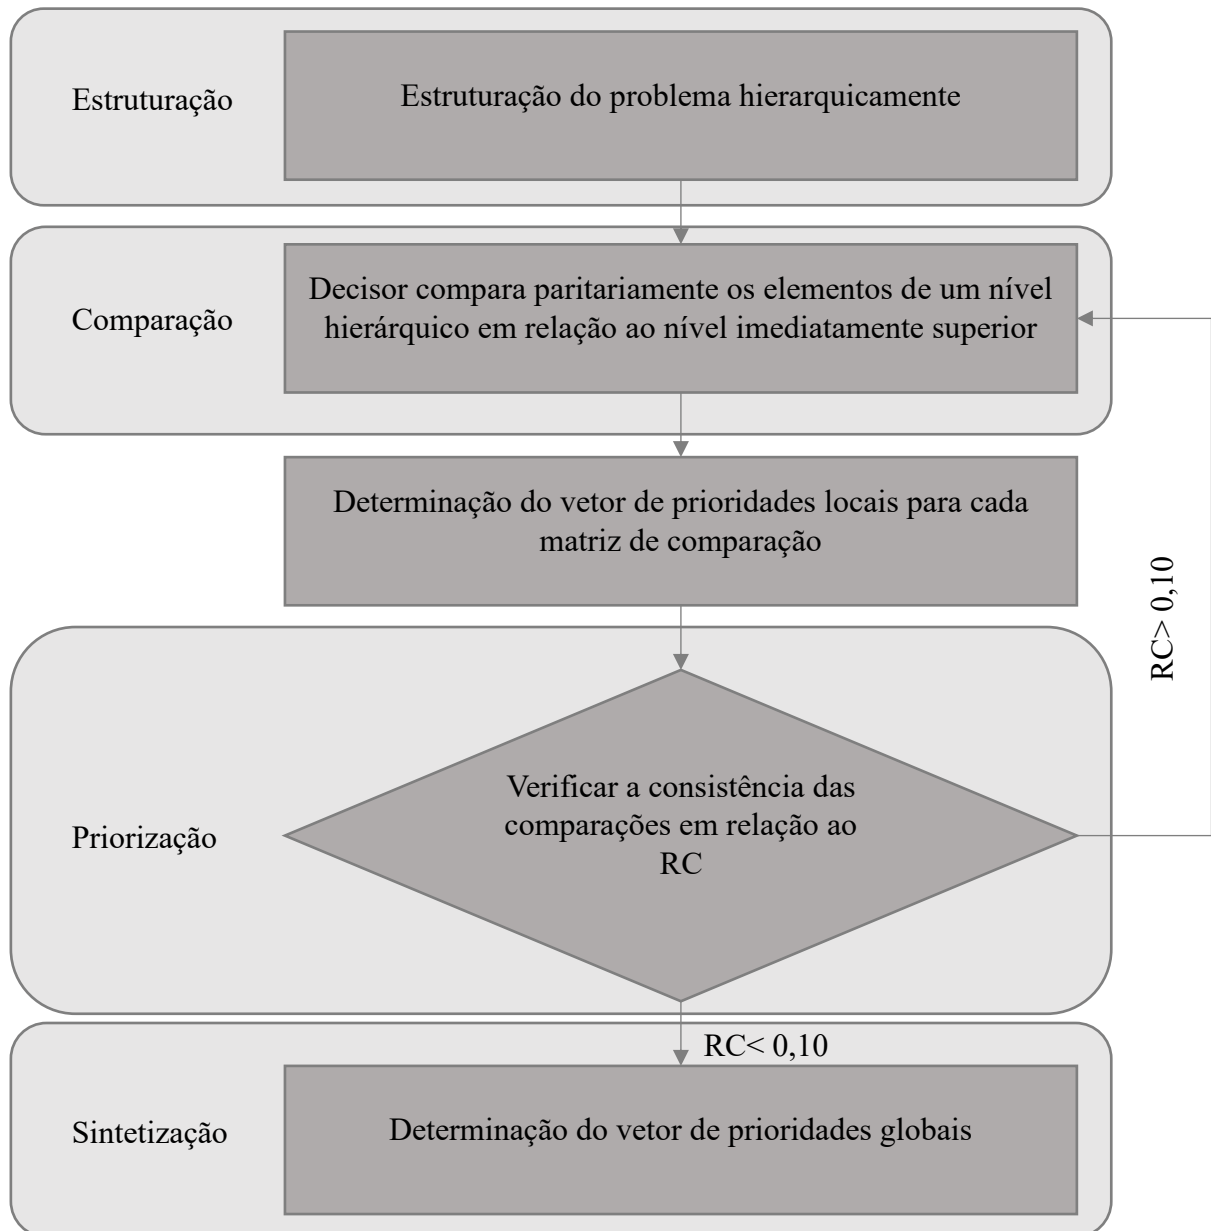 Estruturação
Estruturação do problema hierarquicamente
Comparação
Decisor compara paritariamente os elementos de um nível
hierárquico em relação ao nível imediatamente superior
Determinação do vetor de prioridades locais para cada
matriz de comparação
RC> 0,10
Priorização
Verificar a consistência das
comparações em relação ao
RC
RC< 0,10
Sintetização
Determinação do vetor de prioridades globais